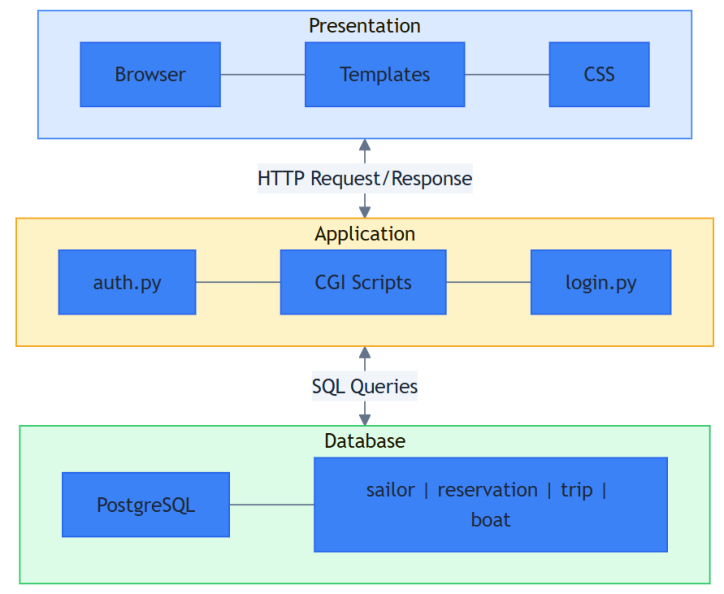 Presentation
Browser
Templates
CSS
HTTP Request/Response
Application
auth.py
CGI Scripts
login.py
SQL Queries
Database
PostgreSQL
sailor | reservation | trip |
boat